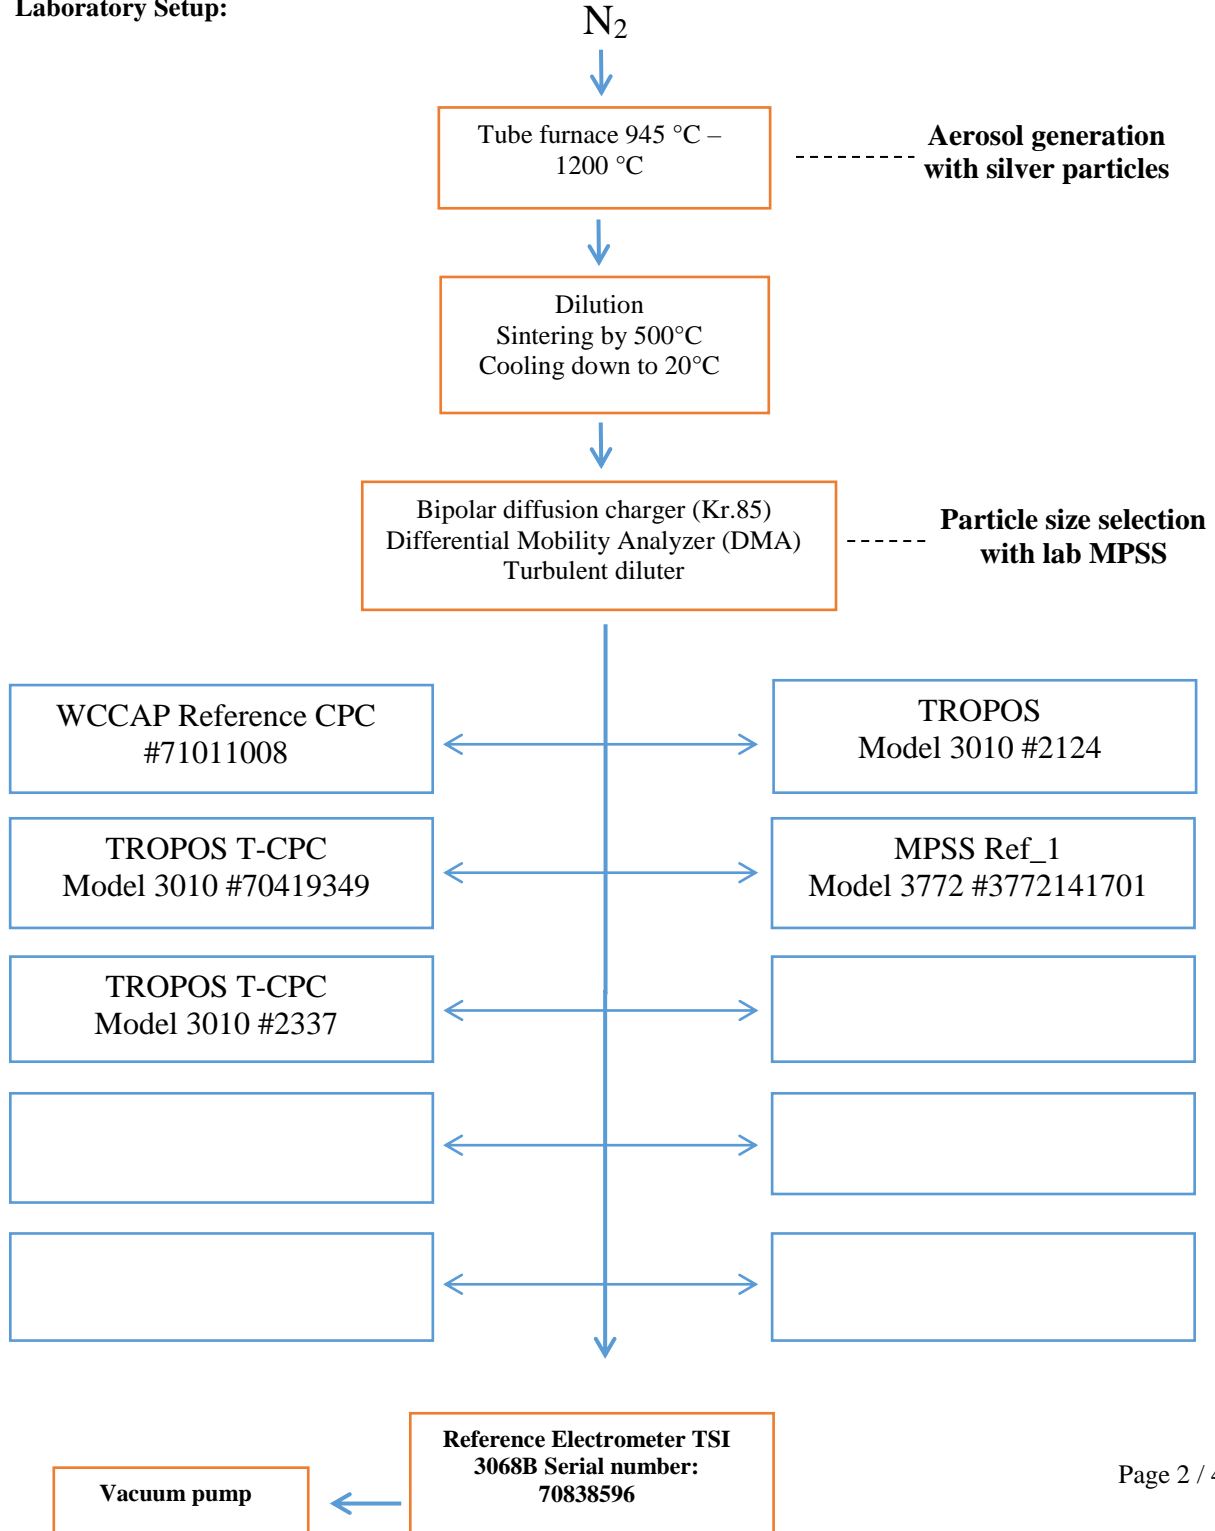 Laboratory Setup:
N₂
Tube furnace 945 °C –
1200 °C
Aerosol generation
with silver particles
Dilution
Sintering by 500°C
Cooling down to 20°C
Bipolar diffusion charger (Kr.85)
Differential Mobility Analyzer (DMA)
Turbulent diluter
Particle size selection
with lab MPSS
WCCAP Reference CPC
#71011008
TROPOS
Model 3010 #2124
TROPOS T-CPC
Model 3010 #70419349
MPSS Ref_1
Model 3772 #3772141701
TROPOS T-CPC
Model 3010 #2337
Reference Electrometer TSI
3068B Serial number:
70838596
Vacuum pump
Page 2 / 4